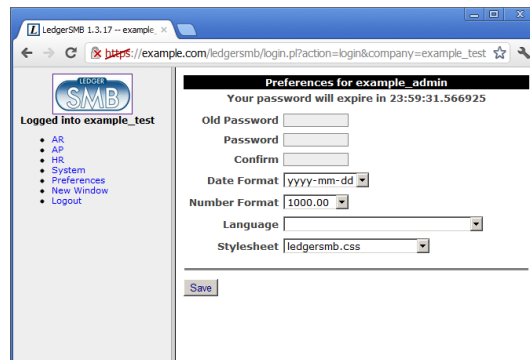 LedgerSMB 1.3.17 -- example_
https://example.com/ledgersmb/login.pl?action=login&company=example_test
LEDGER
SMB
Logged into example_test
AR
AP
HR
System
Preferences
New Window
Logout
Preferences for example_admin
Your password will expire in 23:59:31.566925
Old Password
Password
Confirm
Date Format yyyy-mm-dd
Number Format 1000.00
Language
Stylesheet ledgersmb.css
Save